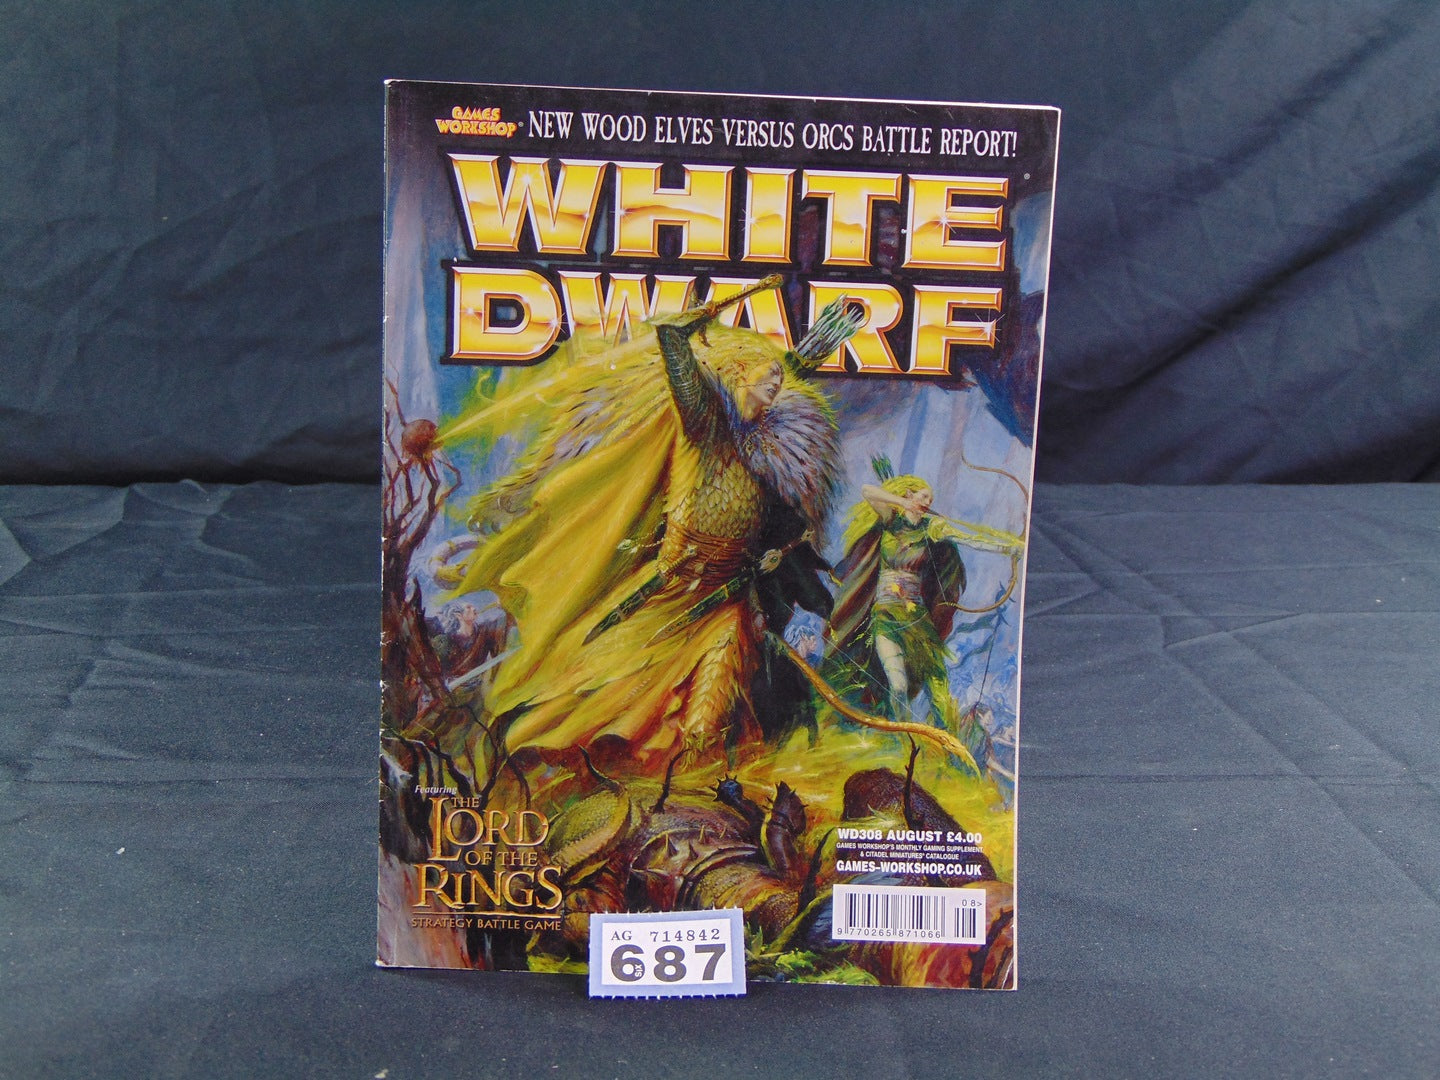 GAMES
WORKSHOP®
NEW WOOD ELVES VERSUS ORCS BATTLE REPORT!
WHITE
DWARF
®
Featuring
THE
LORD
OF THE
RINGS
STRATEGY BATTLE GAME
WD308 AUGUST £4.00
GAMES WORKSHOP'S MONTHLY GAMING SUPPLEMENT
& CITADEL MINIATURES' CATALOGUE
GAMES-WORKSHOP.CO.UK
08>
9 770265 871066
AG 714842
687
SIX